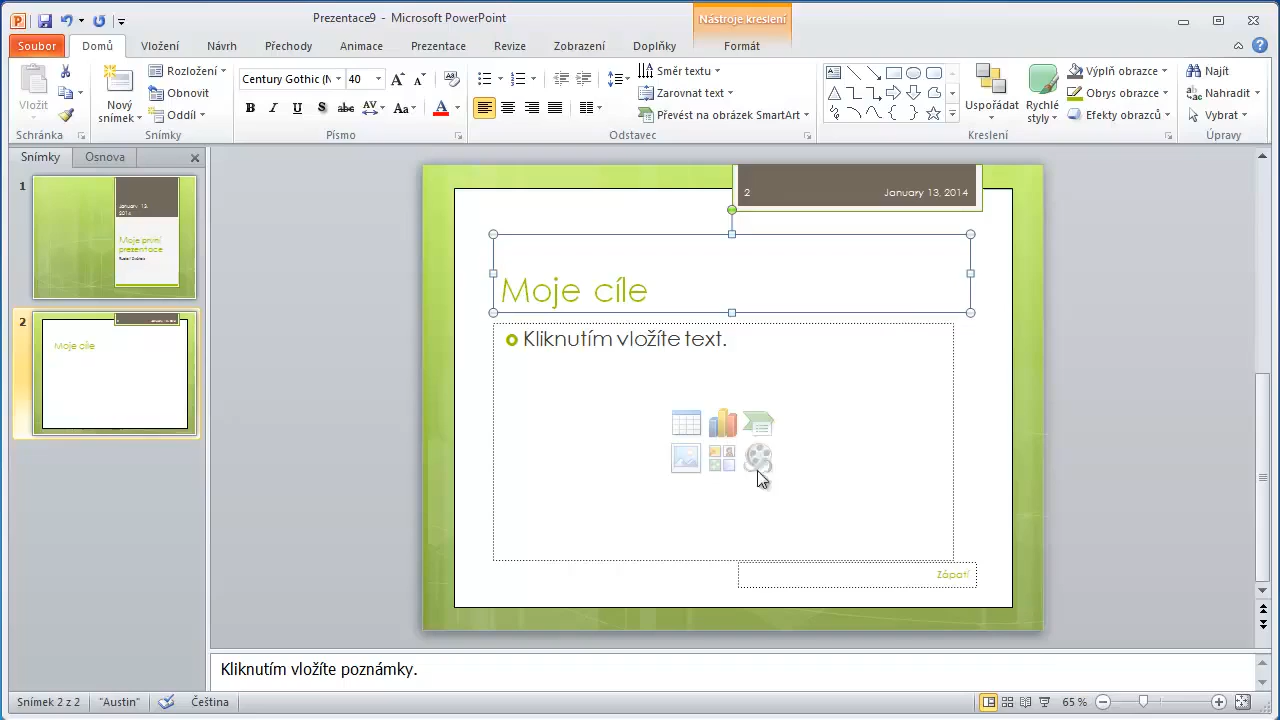 Prezentace9 - Microsoft PowerPoint
Nástroje kreslení
Soubor Domů Vložení Návrh Přechody Animace Prezentace Revize Zobrazení Doplňky Formát
Vložit
Schránka
Nový snímek
Rozložení
Obnovit
Oddíl
Snímky
Century Gothic (N 40
B I U S abc AV Aa A
Písmo
Směr textu
Zarovnat text
Převést na obrázek SmartArt
Odstavec
Uspořádat
Rychlé styly
Výplň obrazce
Obrys obrazce
Efekty obrazců
Kreslení
Najít
Nahradit
Vybrat
Úpravy
Snímky Osnova
1
January 13, 2014
Moje první
prezentace
2
Moje cíle
2 January 13, 2014
Moje cíle
Kliknutím vložíte text.
Zápatí
Kliknutím vložíte poznámky.
Snímek 2 z 2 "Austin" Čeština 65 %